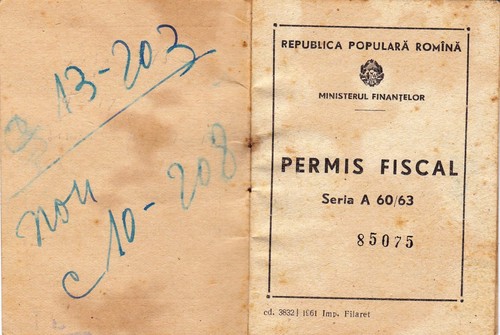 C 13-203
nou
C 10-208
REPUBLICA POPULARĂ ROMÎNĂ
MINISTERUL FINANȚELOR
PERMIS FISCAL
Seria A 60/63
85075
cd. 3832 | 1961 Imp. Filaret